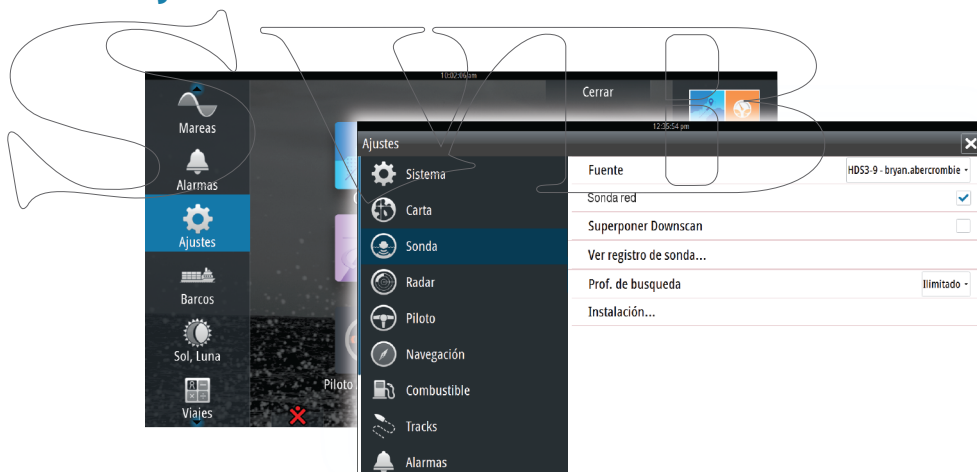 10:02:06 am
Cerrar
Mareas
Alarmas
Ajustes
Barcos
Sol, Luna
Viajes
Piloto
12:35:54 pm
Ajustes
Sistema
Carta
Sonda
Radar
Piloto
Navegación
Combustible
Tracks
Alarmas
Fuente
HDS3-9 - bryan.abercrombie
Sonda red
Superponer Downscan
Ver registro de sonda...
Prof. de busqueda
Ilimitado
Instalación...